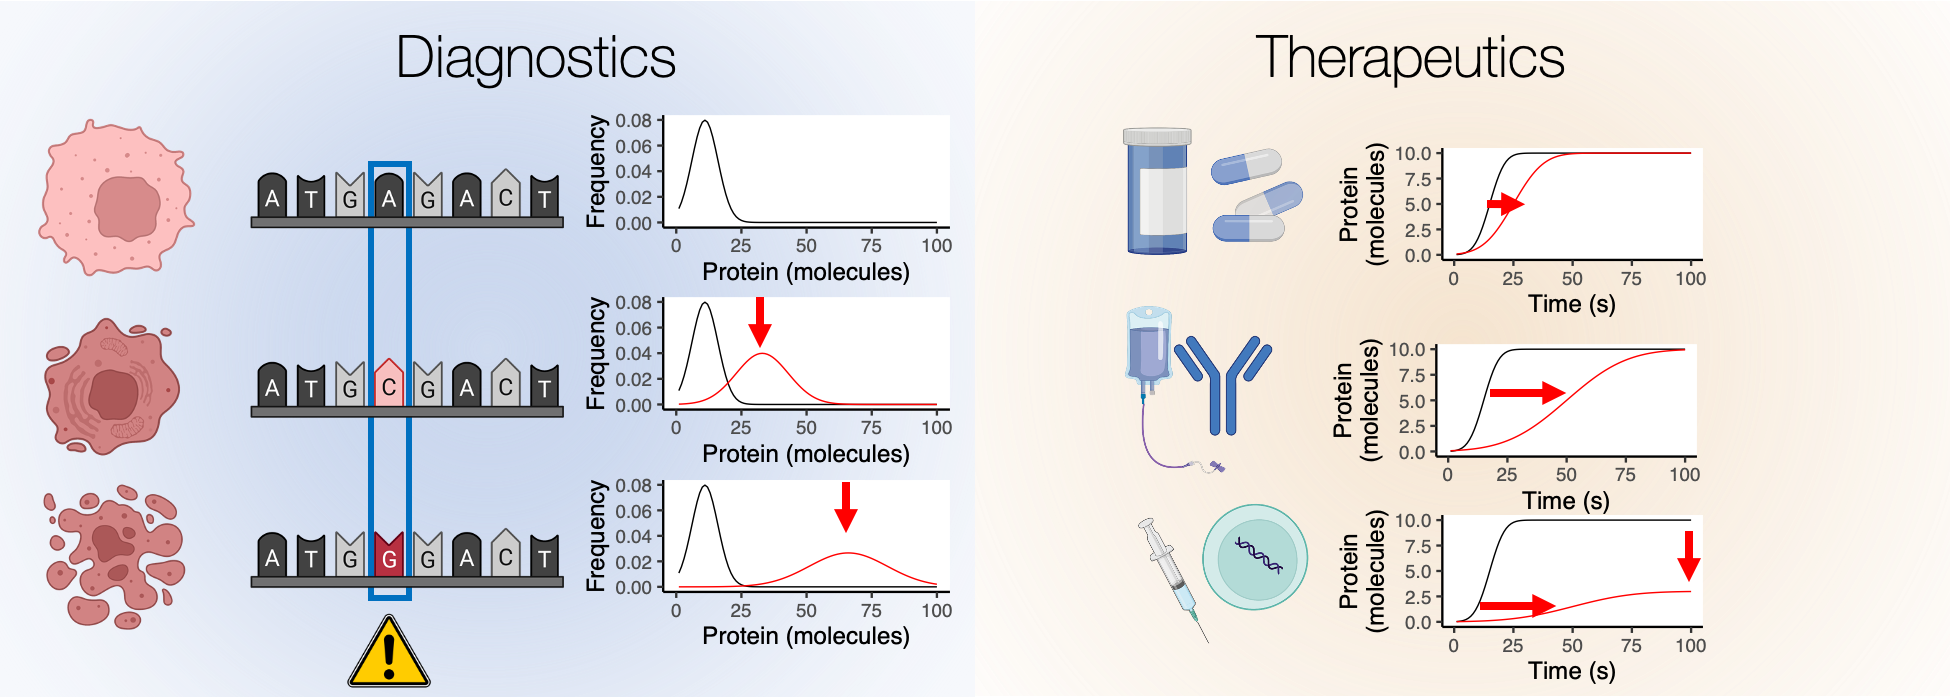 Diagnostics
A T G A G A C T
Frequency
0.08
0.06
0.04
0.02
0.00
0 25 50 75 100
Protein (molecules)
A T G C G A C T
Frequency
0.08
0.06
0.04
0.02
0.00
0 25 50 75 100
Protein (molecules)
A T G G G A C T
Frequency
0.08
0.06
0.04
0.02
0.00
0 25 50 75 100
Protein (molecules)
!
Therapeutics
Protein
(molecules)
10.0
7.5
5.0
2.5
0.0
0 25 50 75 100
Time (s)
Protein
(molecules)
10.0
7.5
5.0
2.5
0.0
0 25 50 75 100
Time (s)
Protein
(molecules)
10.0
7.5
5.0
2.5
0.0
0 25 50 75 100
Time (s)